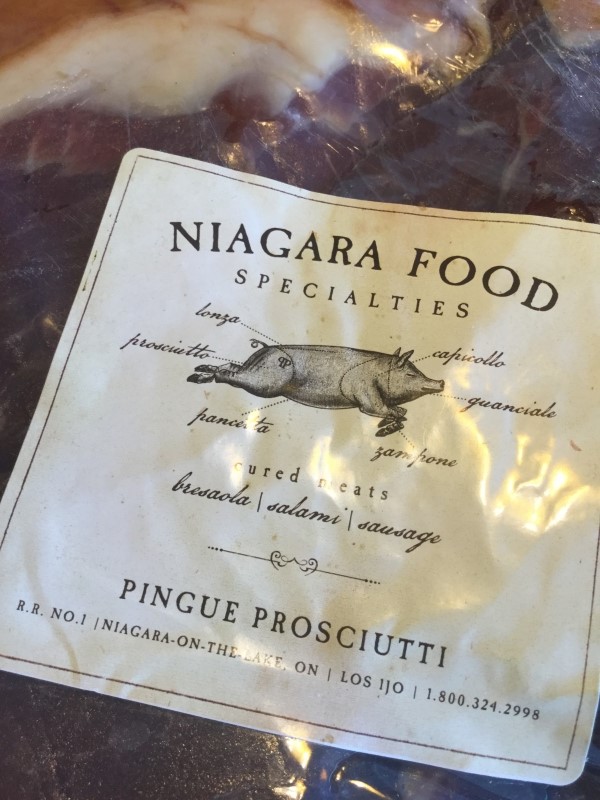 NIAGARA FOOD
SPECIALTIES
lonza
prosciutto
capicollo
guanciale
pancetta
zampone
cured meats
bresaola | salami | sausage
PINGUE PROSCIUTTI
R.R. NO.1 | NIAGARA-ON-THE-LAKE, ON | LOS 1JO | 1.800.324.2998